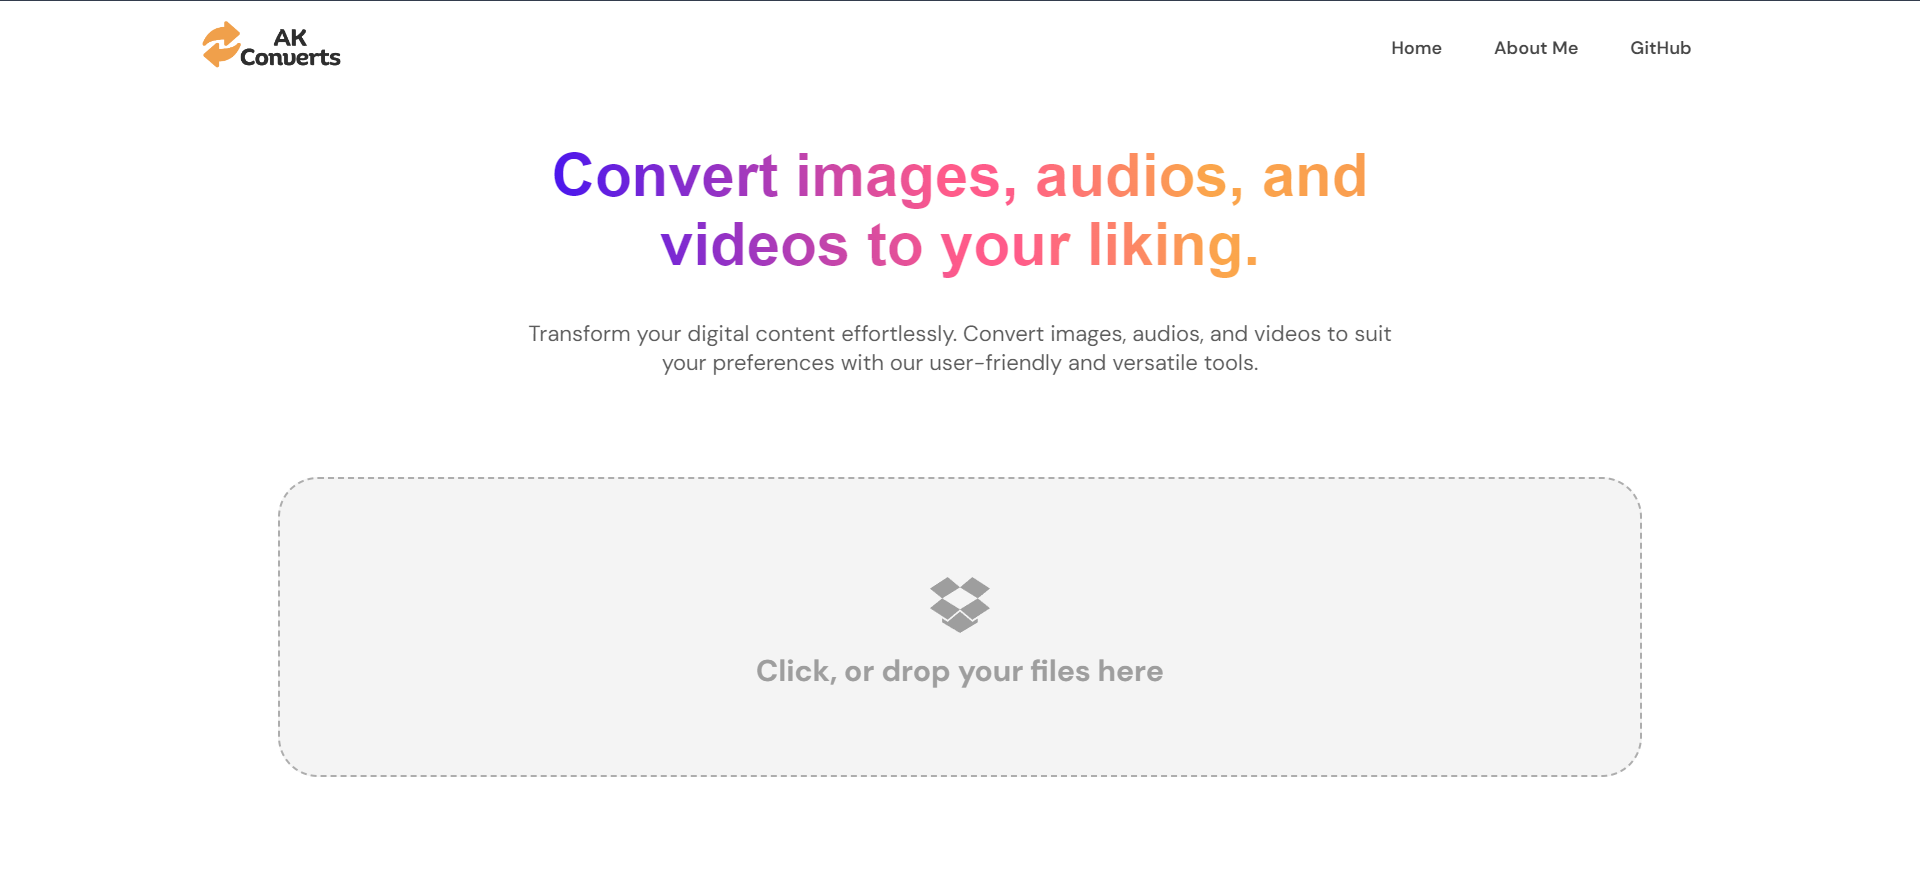 AK
Converts
Home
About Me
GitHub
Convert images, audios, and
videos to your liking.
Transform your digital content effortlessly. Convert images, audios, and videos to suit
your preferences with our user-friendly and versatile tools.
Click, or drop your files here